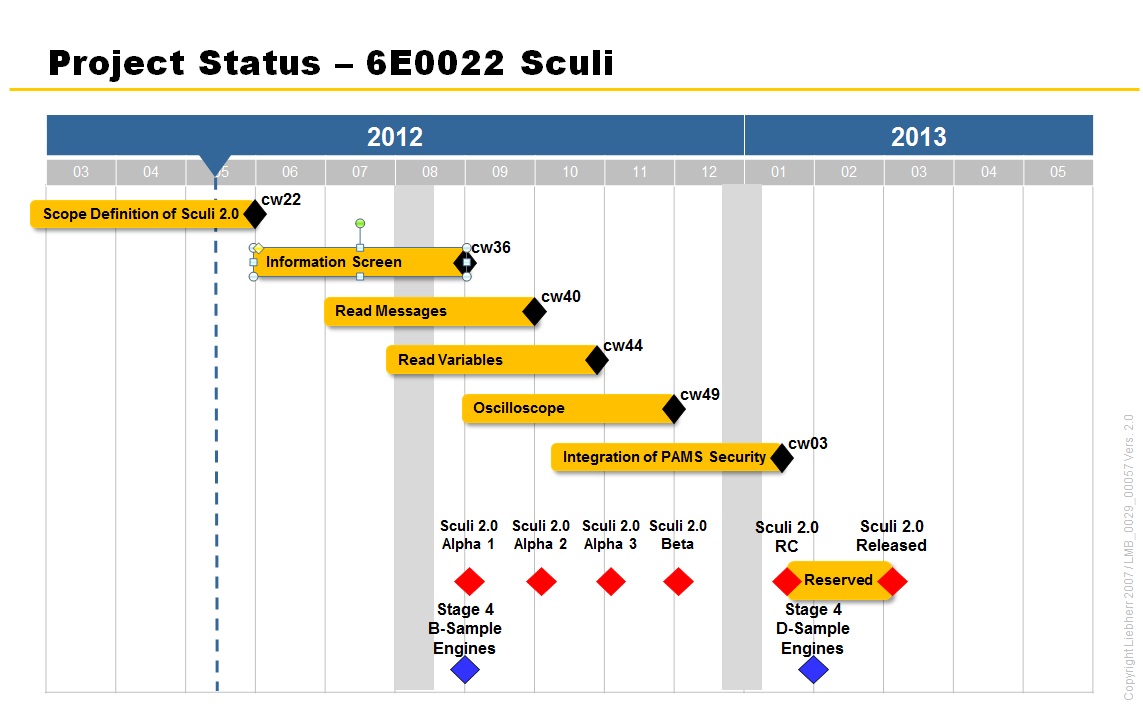 Project Status – 6E0022 Sculi
2012 2013
03 04 05 06 07 08 09 10 11 12 01 02 03 04 05
Scope Definition of Sculi 2.0 cw22
Information Screen cw36
Read Messages cw40
Read Variables cw44
Oscilloscope cw49
Integration of PAMS Security cw03
Sculi 2.0
Alpha 1
Sculi 2.0
Alpha 2
Sculi 2.0
Alpha 3
Sculi 2.0
Beta
Sculi 2.0
RC
Sculi 2.0
Released
Reserved
Stage 4
B-Sample
Engines
Stage 4
D-Sample
Engines
Copyright Liebherr 2007 / LMB_0029_00057 Vers. 2.0